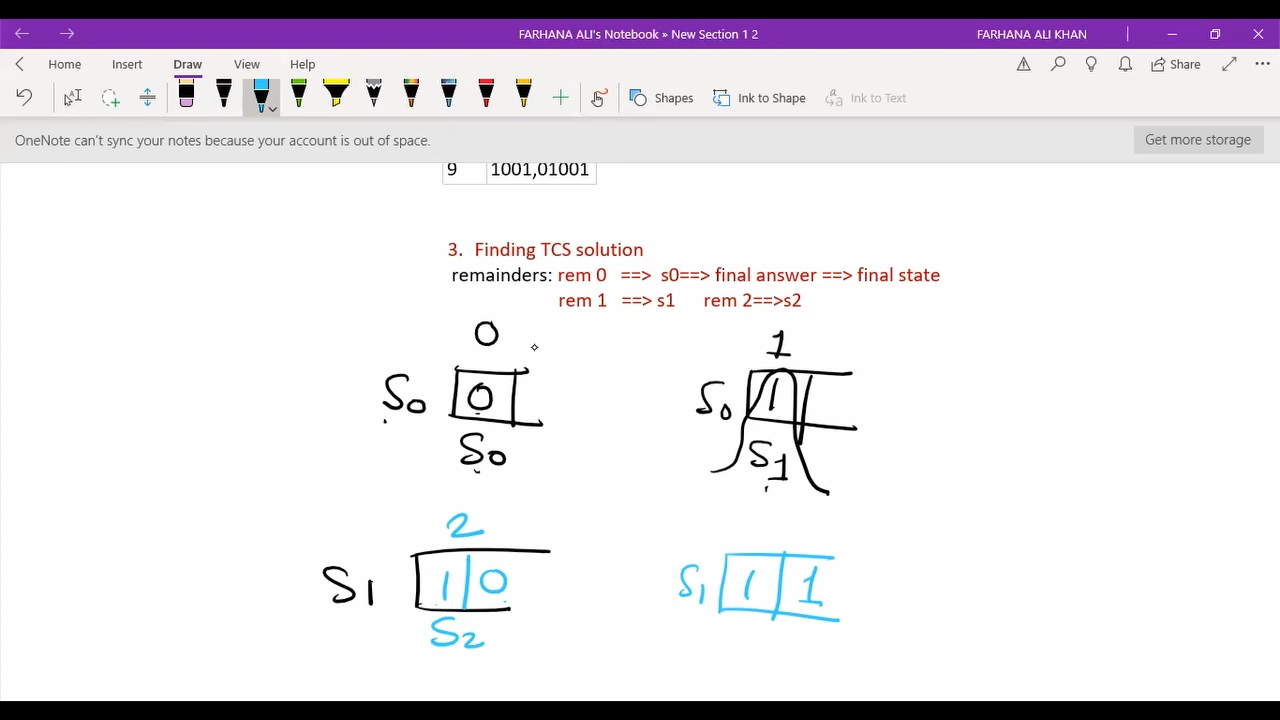 FARHANA ALI's Notebook » New Section 1 2
FARHANA ALI KHAN
Home Insert Draw View Help
Share
Shapes
Ink to Shape
Ink to Text
OneNote can't sync your notes because your account is out of space.
Get more storage
9 1001,01001
3. Finding TCS solution
remainders: rem 0 ==> s0==> final answer ==> final state
rem 1 ==> s1 rem 2==>s2
0
S0 0
S0
1
S0 1
S1
2
S1 1 0
S2
S1 1 1